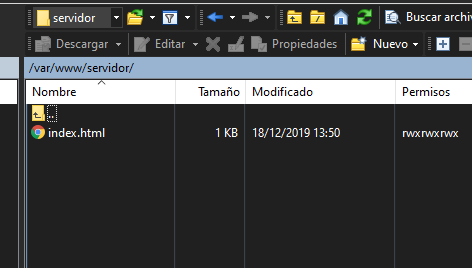 servidor
Buscar archiv
Descargar Editar Propiedades Nuevo
/var/www/servidor/
Nombre Tamaño Modificado Permisos
..
index.html 1 KB 18/12/2019 13:50 rwxrwxrwx